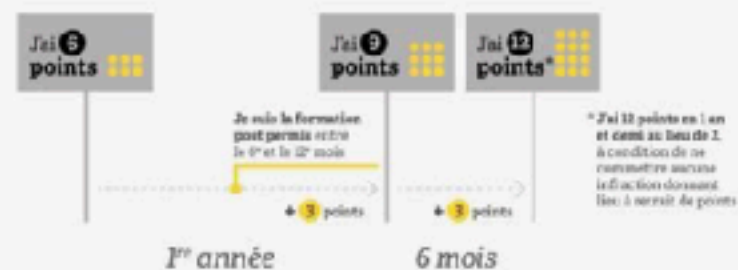 J'ai 6
points
J'ai 9
points
J'ai 12
points*
Je suis la formation
post permis entre
le 6e et le 12e mois
+ 3 points
+ 3 points
* J'ai 12 points en 1 an
et demi au lieu de 2
à condition de ne
commettre aucune
infraction donnant
lieu à retrait de points
1re année
6 mois